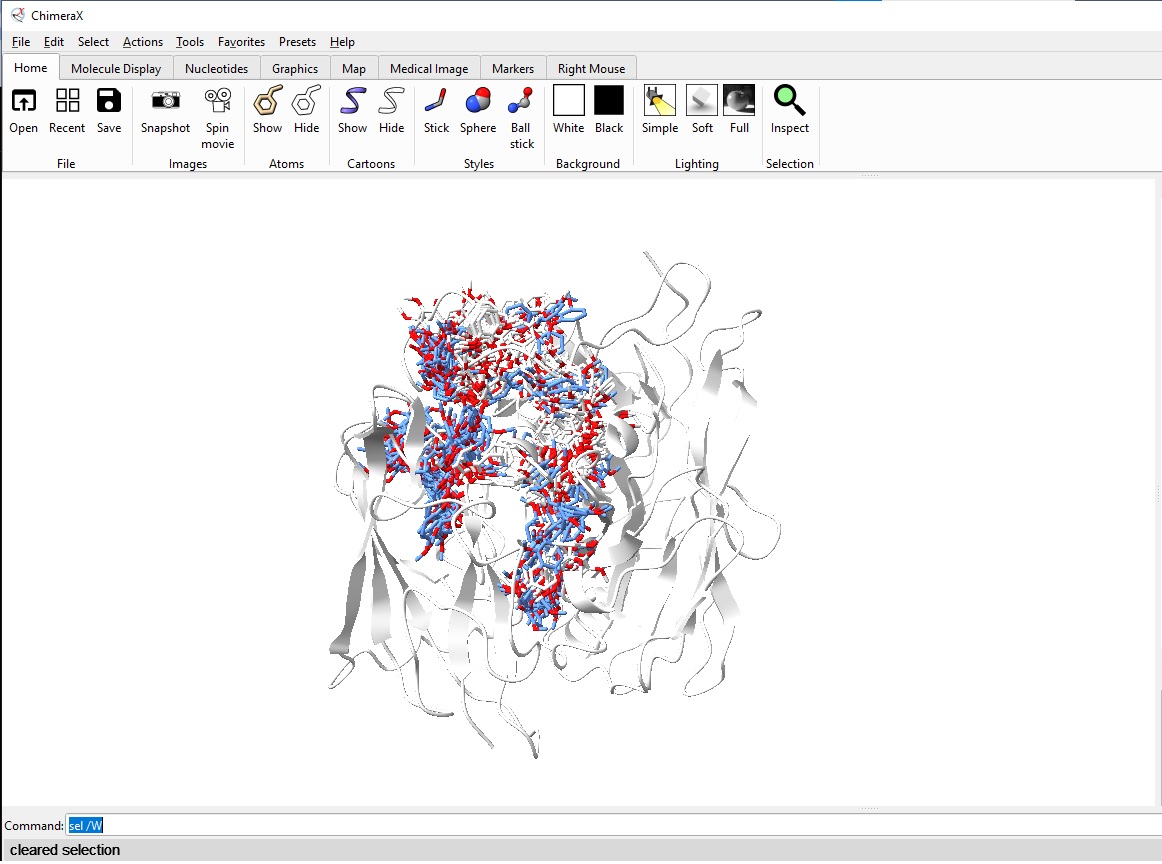 ChimeraX
File Edit Select Actions Tools Favorites Presets Help
Home Molecule Display Nucleotides Graphics Map Medical Image Markers Right Mouse
Open Recent Save Snapshot Spin movie Show Hide Show Hide Stick Sphere Ball stick White Black Simple Soft Full Inspect
File Images Atoms Cartoons Styles Background Lighting Selection
Command: sel /W
cleared selection